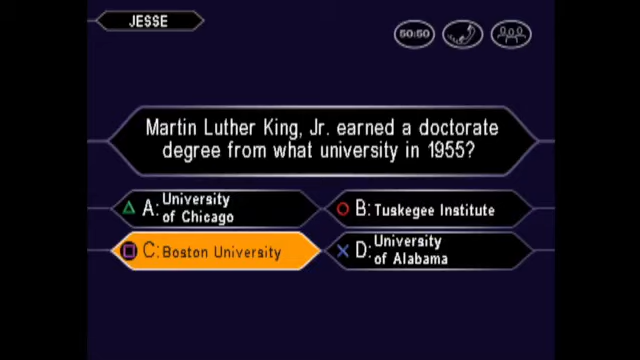 JESSE
50:50
Martin Luther King, Jr. earned a doctorate
degree from what university in 1955?
A: University
of Chicago
B: Tuskegee Institute
C: Boston University
D: University
of Alabama